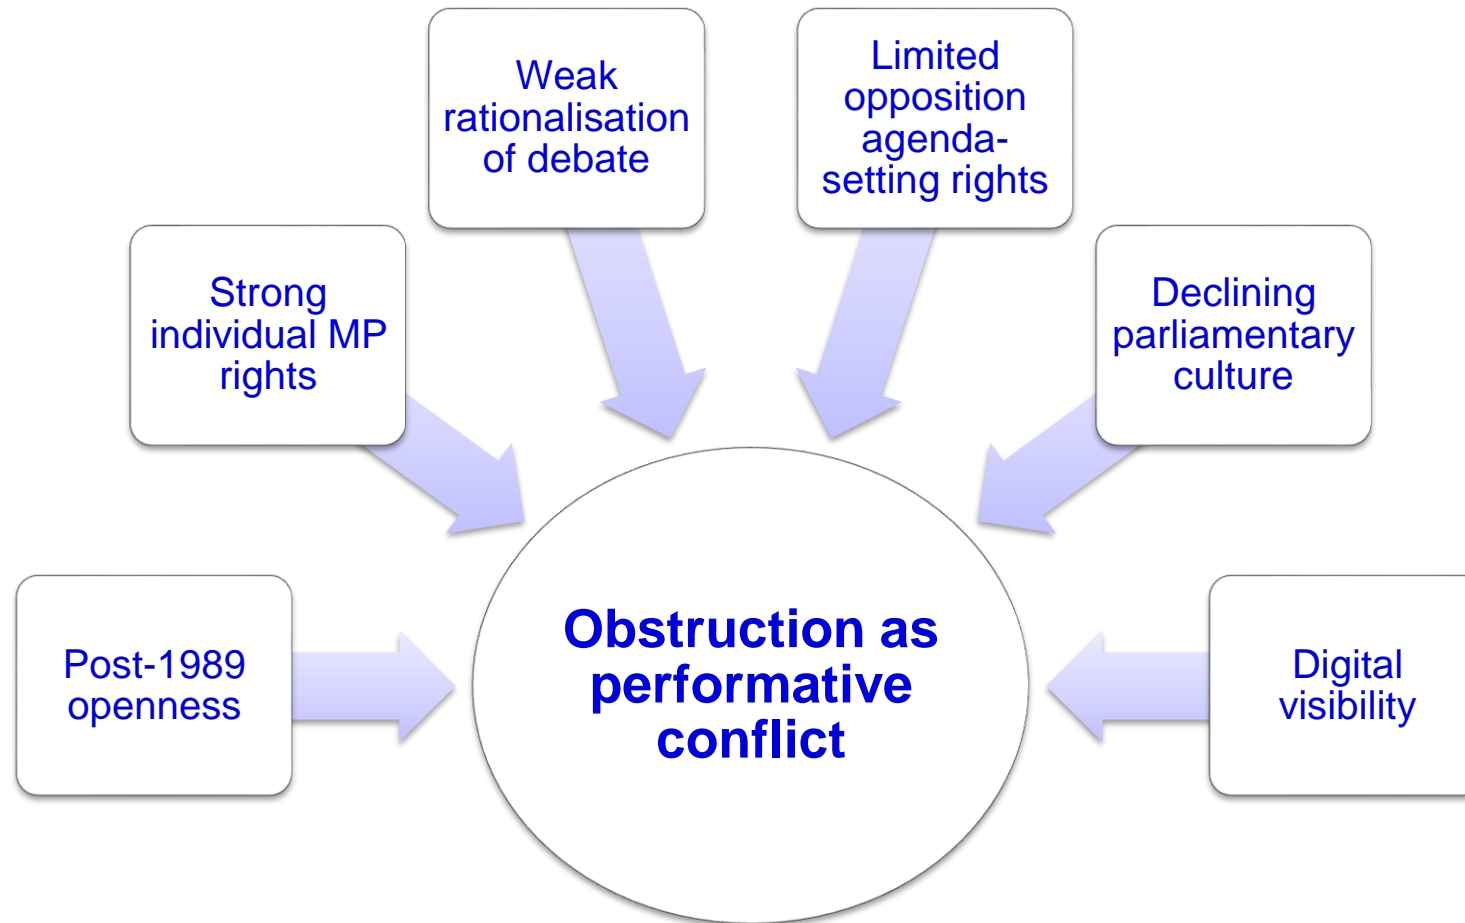 Weak
rationalisation
of debate
Limited
opposition
agenda-
setting rights
Strong
individual MP
rights
Declining
parliamentary
culture
Post-1989
openness
Obstruction as
performative
conflict
Digital
visibility